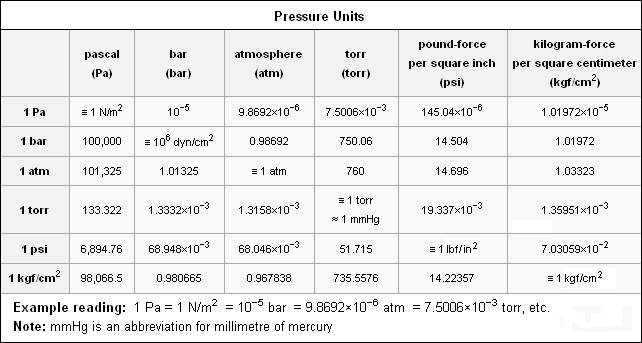 Pressure Units
pascal (Pa) bar (bar) atmosphere (atm) torr (torr) pound-force per square inch (psi) kilogram-force per square centimeter (kgf/cm²)
1 Pa ≡ 1 N/m² 10⁻⁵ 9.8692×10⁻⁶ 7.5006×10⁻³ 145.04×10⁻⁶ 1.01972×10⁻⁵
1 bar 100,000 ≡ 10⁶ dyn/cm² 0.98692 750.06 14.504 1.01972
1 atm 101,325 1.01325 ≡ 1 atm 760 14.696 1.03323
1 torr 133.322 1.3332×10⁻³ 1.3158×10⁻³ ≡ 1 torr ≈ 1 mmHg 19.337×10⁻³ 1.35951×10⁻³
1 psi 6,894.76 68.948×10⁻³ 68.046×10⁻³ 51.715 ≡ 1 lbf/in² 7.03059×10⁻²
1 kgf/cm² 98,066.5 0.980665 0.967838 735.5576 14.22357 ≡ 1 kgf/cm²
Example reading: 1 Pa = 1 N/m² = 10⁻⁵ bar = 9.8692×10⁻⁶ atm = 7.5006×10⁻³ torr, etc.
Note: mmHg is an abbreviation for millimetre of mercury